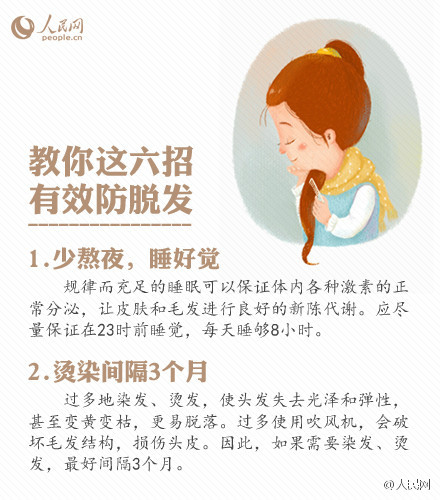 人民网
people.cn
教你这六招
有效防脱发
1.少熬夜，睡好觉
规律而充足的睡眠可以保证体内各种激素的正
常分泌，让皮肤和毛发进行良好的新陈代谢。应尽
量保证在23时前睡觉，每天睡够8小时。
2.烫染间隔3个月
过多地染发、烫发，使头发失去光泽和弹性，
甚至变黄变枯，更易脱落。过多使用吹风机，会破
坏毛发结构，损伤头皮。因此，如果需要染发、烫
发，最好间隔3个月。
@人民网